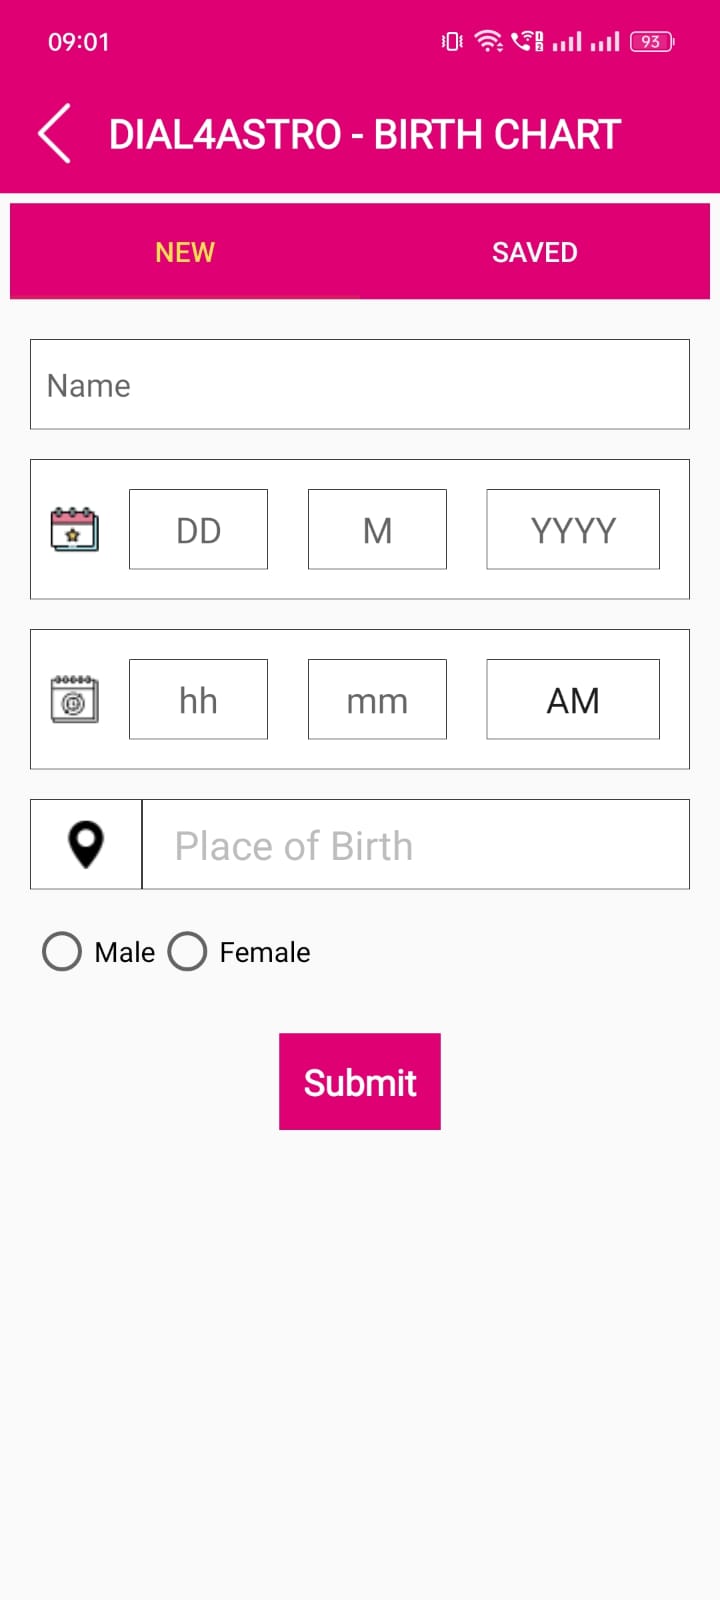 09:01 93
DIAL4ASTRO - BIRTH CHART
NEW SAVED
Name
DD M YYYY
hh mm AM
Place of Birth
Male Female
Submit